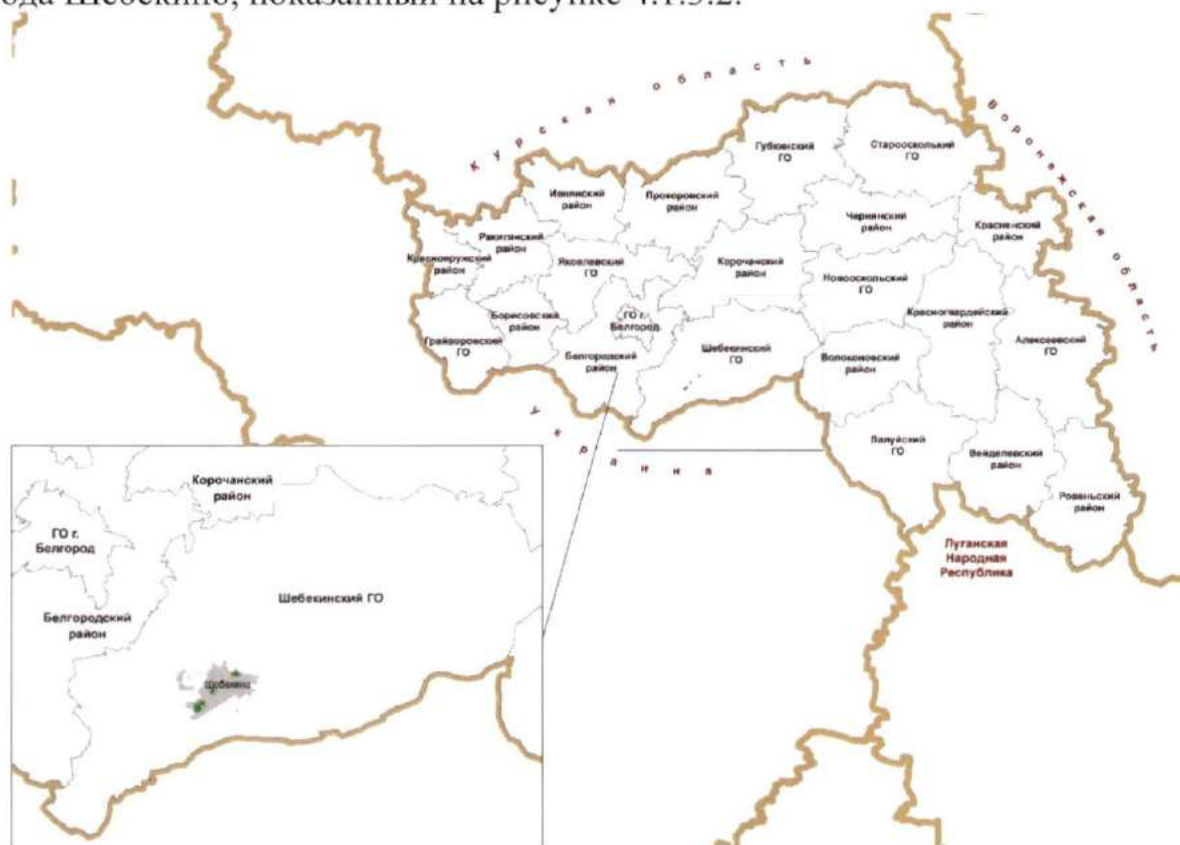 ода Шебекино, показанный на рисунке 4.1.3.2.
Курская область
Воронежская область
Губкинский
ГО
Старооскольский
ГО
Ивнянский
район
Прохоровский
район
Чернянский
район
Красненский
район
Ракитянский
район
Краснояружский
район
Яковлевский
ГО
Корочанский
район
Новооскольский
ГО
Красногвардейский
район
Борисовский
район
ГО г.
Белгород
Грайворонский
ГО
Белгородский
район
Шебекинский
ГО
Волоконовский
район
Алексеевский
ГО
Украина
Валуйский
ГО
Вейделевский
район
Ровеньский
район
Луганская
Народная
Республика
Корочанский
район
ГО г.
Белгород
Шебекинский ГО
Белгородский
район
Шебекино